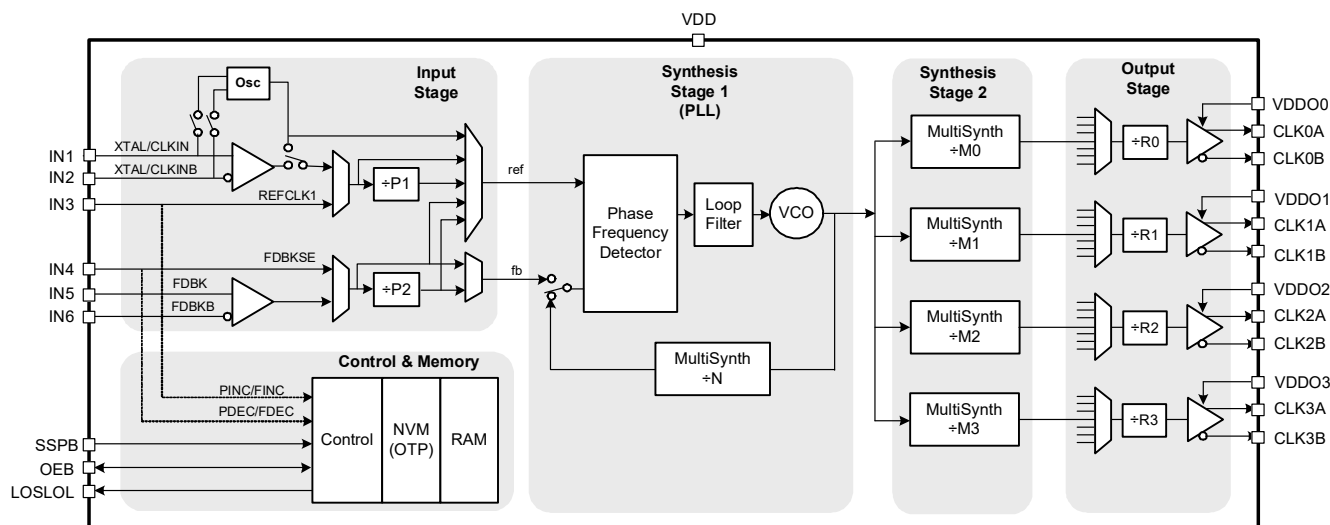 VDD
Input
Stage
Osc
XTAL/CLKIN
XTAL/CLKINB
REFCLK1
÷P1
FDBKSE
FDBK
FDBKB
÷P2
IN1
IN2
IN3
IN4
IN5
IN6
ref
fb
Synthesis
Stage 1
(PLL)
Phase
Frequency
Detector
Loop
Filter
VCO
MultiSynth
÷N
Synthesis
Stage 2
MultiSynth
÷M0
MultiSynth
÷M1
MultiSynth
÷M2
MultiSynth
÷M3
Output
Stage
÷R0
÷R1
÷R2
÷R3
VDDO0
CLK0A
CLK0B
VDDO1
CLK1A
CLK1B
VDDO2
CLK2A
CLK2B
VDDO3
CLK3A
CLK3B
Control & Memory
PINC/FINC
PDEC/FDEC
Control
NVM
(OTP)
RAM
SSPB
OEB
LOSLOL